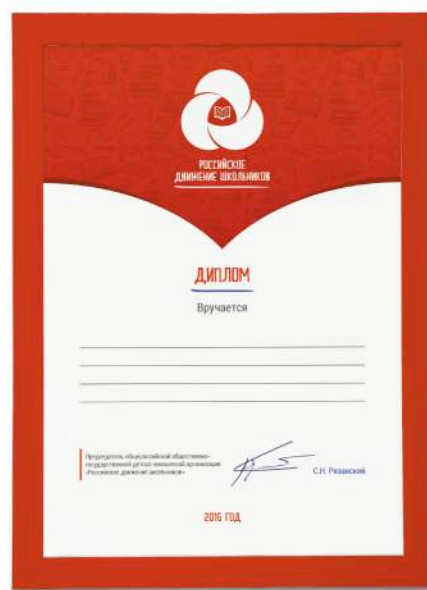 РОССИЙСКОЕ
ДВИЖЕНИЕ ШКОЛЬНИКОВ
ДИПЛОМ
Вручается
Председатель общероссийской общественно-
государственной детско-юношеской организации
«Российское движение школьников»
С.Н. Рязанский
2016 ГОД